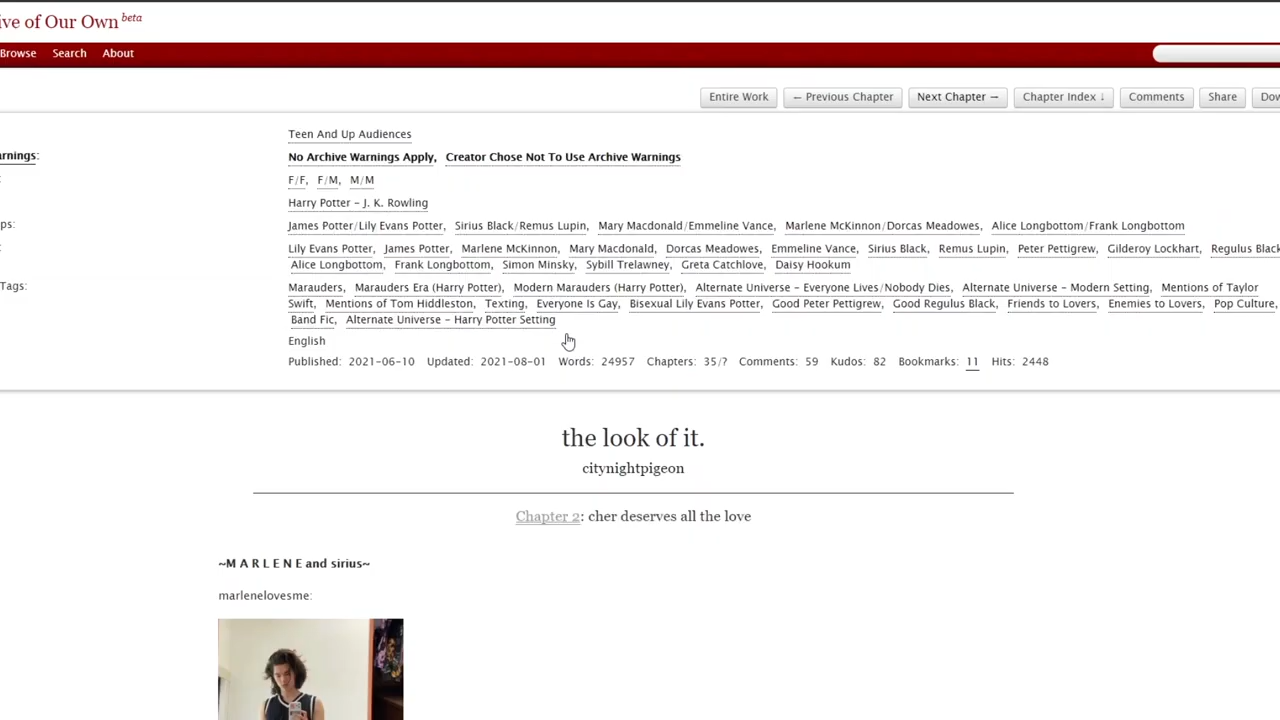 ive of Our Own beta
Browse Search About
Entire Work ← Previous Chapter Next Chapter → Chapter Index ↓ Comments Share Dow
Teen And Up Audiences
arnings: No Archive Warnings Apply, Creator Chose Not To Use Archive Warnings
: F/F, F/M, M/M
Harry Potter - J. K. Rowling
ps: James Potter/Lily Evans Potter, Sirius Black/Remus Lupin, Mary Macdonald/Emmeline Vance, Marlene McKinnon/Dorcas Meadowes, Alice Longbottom/Frank Longbottom
: Lily Evans Potter, James Potter, Marlene McKinnon, Mary Macdonald, Dorcas Meadowes, Emmeline Vance, Sirius Black, Remus Lupin, Peter Pettigrew, Gilderoy Lockhart, Regulus Black
Alice Longbottom, Frank Longbottom, Simon Minsky, Sybill Trelawney, Greta Catchlove, Daisy Hookum
Tags: Marauders, Marauders Era (Harry Potter), Modern Marauders (Harry Potter), Alternate Universe - Everyone Lives/Nobody Dies, Alternate Universe - Modern Setting, Mentions of Taylor
Swift, Mentions of Tom Hiddleston, Texting, Everyone Is Gay, Bisexual Lily Evans Potter, Good Peter Pettigrew, Good Regulus Black, Friends to Lovers, Enemies to Lovers, Pop Culture,
Band Fic, Alternate Universe - Harry Potter Setting
English
Published: 2021-06-10 Updated: 2021-08-01 Words: 24957 Chapters: 35/? Comments: 59 Kudos: 82 Bookmarks: 11 Hits: 2448
the look of it.
citynightpigeon
Chapter 2: cher deserves all the love
~M A R L E N E and sirius~
marlenelovesme: